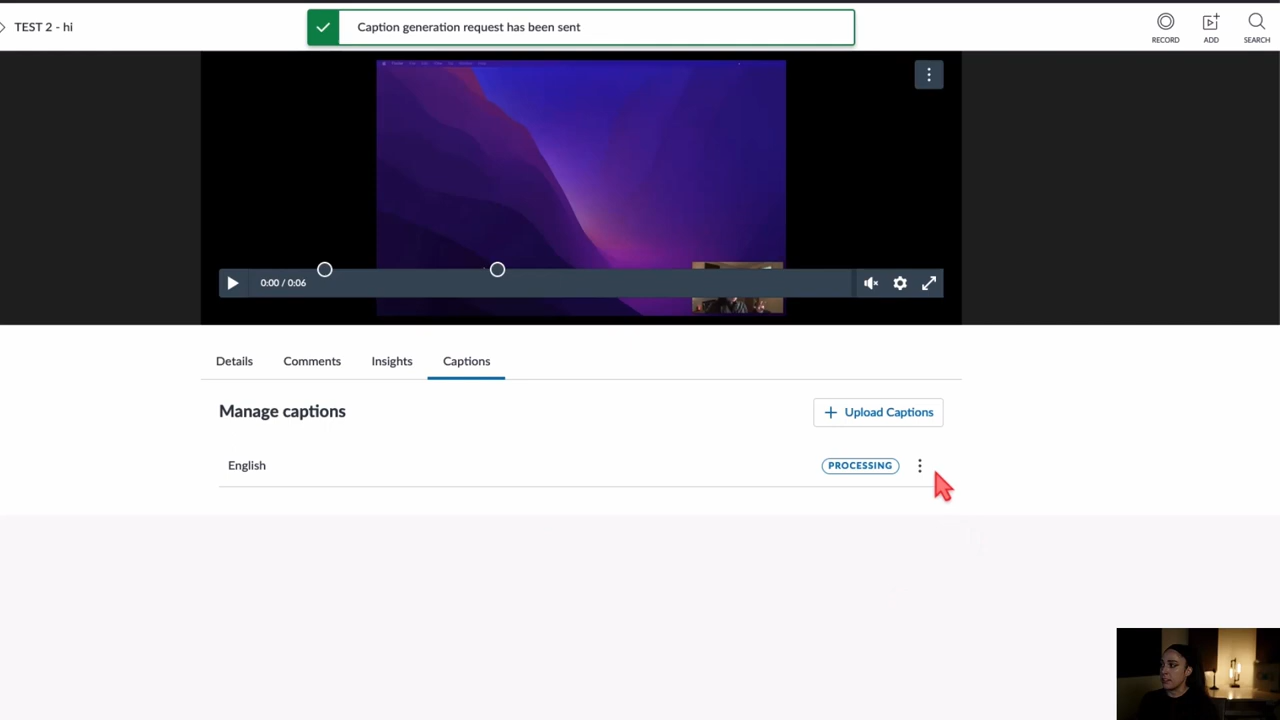 TEST 2 - hi
Caption generation request has been sent
RECORD
ADD
SEARCH
0:00 / 0:06
Details
Comments
Insights
Captions
Manage captions
+ Upload Captions
English
PROCESSING